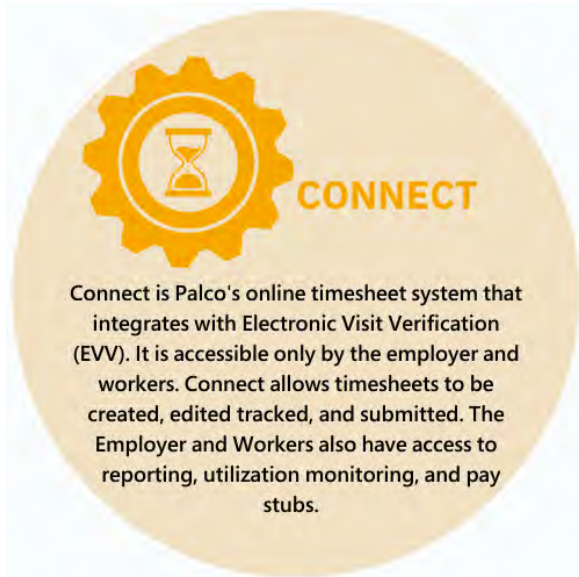 CONNECT
Connect is Palco's online timesheet system that
integrates with Electronic Visit Verification
(EVV). It is accessible only by the employer and
workers. Connect allows timesheets to be
created, edited tracked, and submitted. The
Employer and Workers also have access to
reporting, utilization monitoring, and pay
stubs.